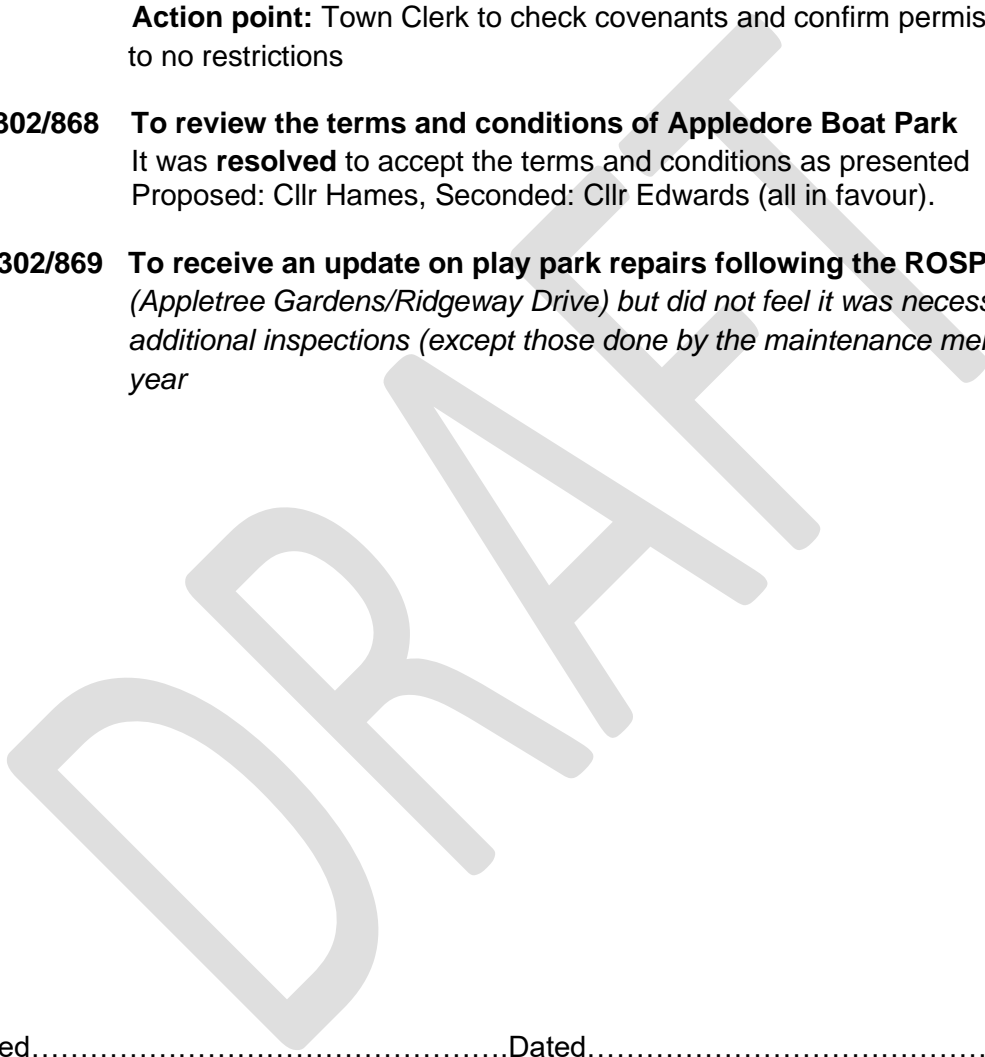 Action point: Town Clerk to check covenants and confirm permis
to no restrictions
302/868 To review the terms and conditions of Appledore Boat Park
It was resolved to accept the terms and conditions as presented
Proposed: Cllr Hames, Seconded: Cllr Edwards (all in favour).
302/869 To receive an update on play park repairs following the ROSP
(Appletree Gardens/Ridgeway Drive) but did not feel it was necess
additional inspections (except those done by the maintenance me
year
DRAFT
ed……………………………………….Dated…………………………………